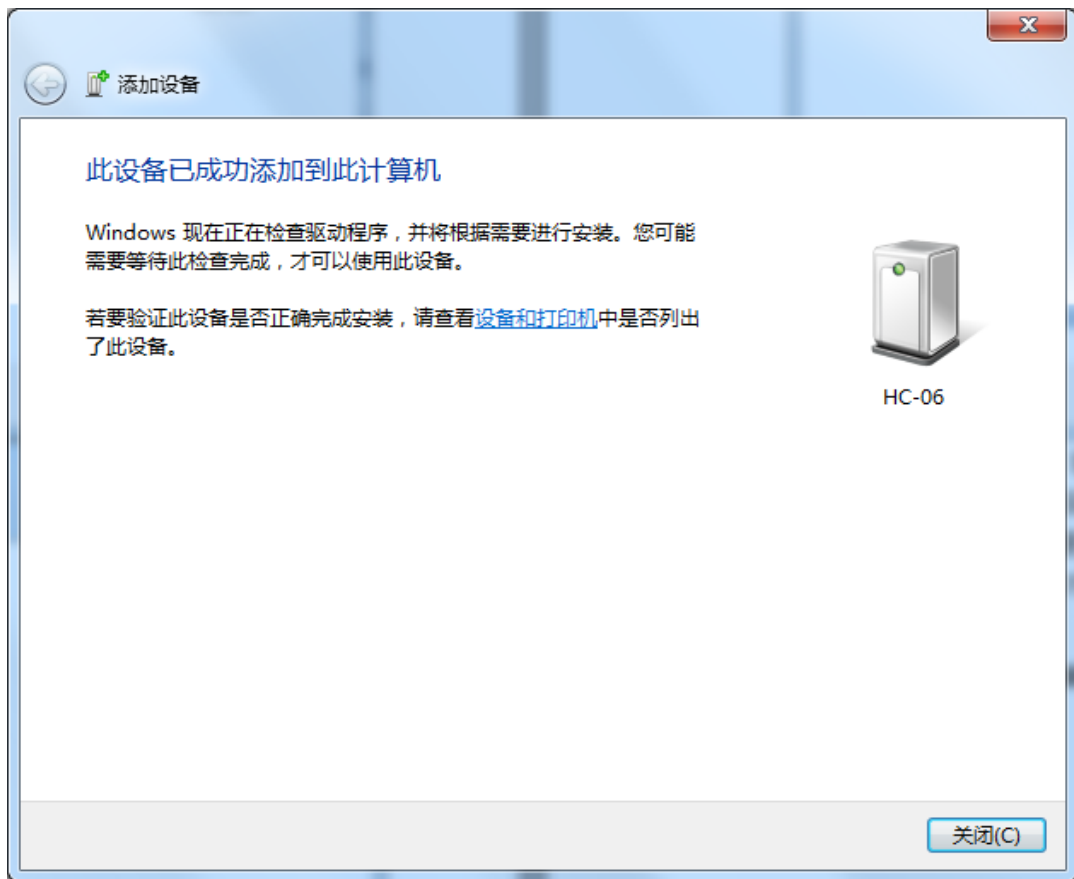 添加设备
此设备已成功添加到此计算机
Windows 现在正在检查驱动程序，并将根据需要进行安装。您可能
需要等待此检查完成，才可以使用此设备。
若要验证此设备是否正确完成安装，请查看设备和打印机中是否列出
了此设备。
HC-06
关闭(C)